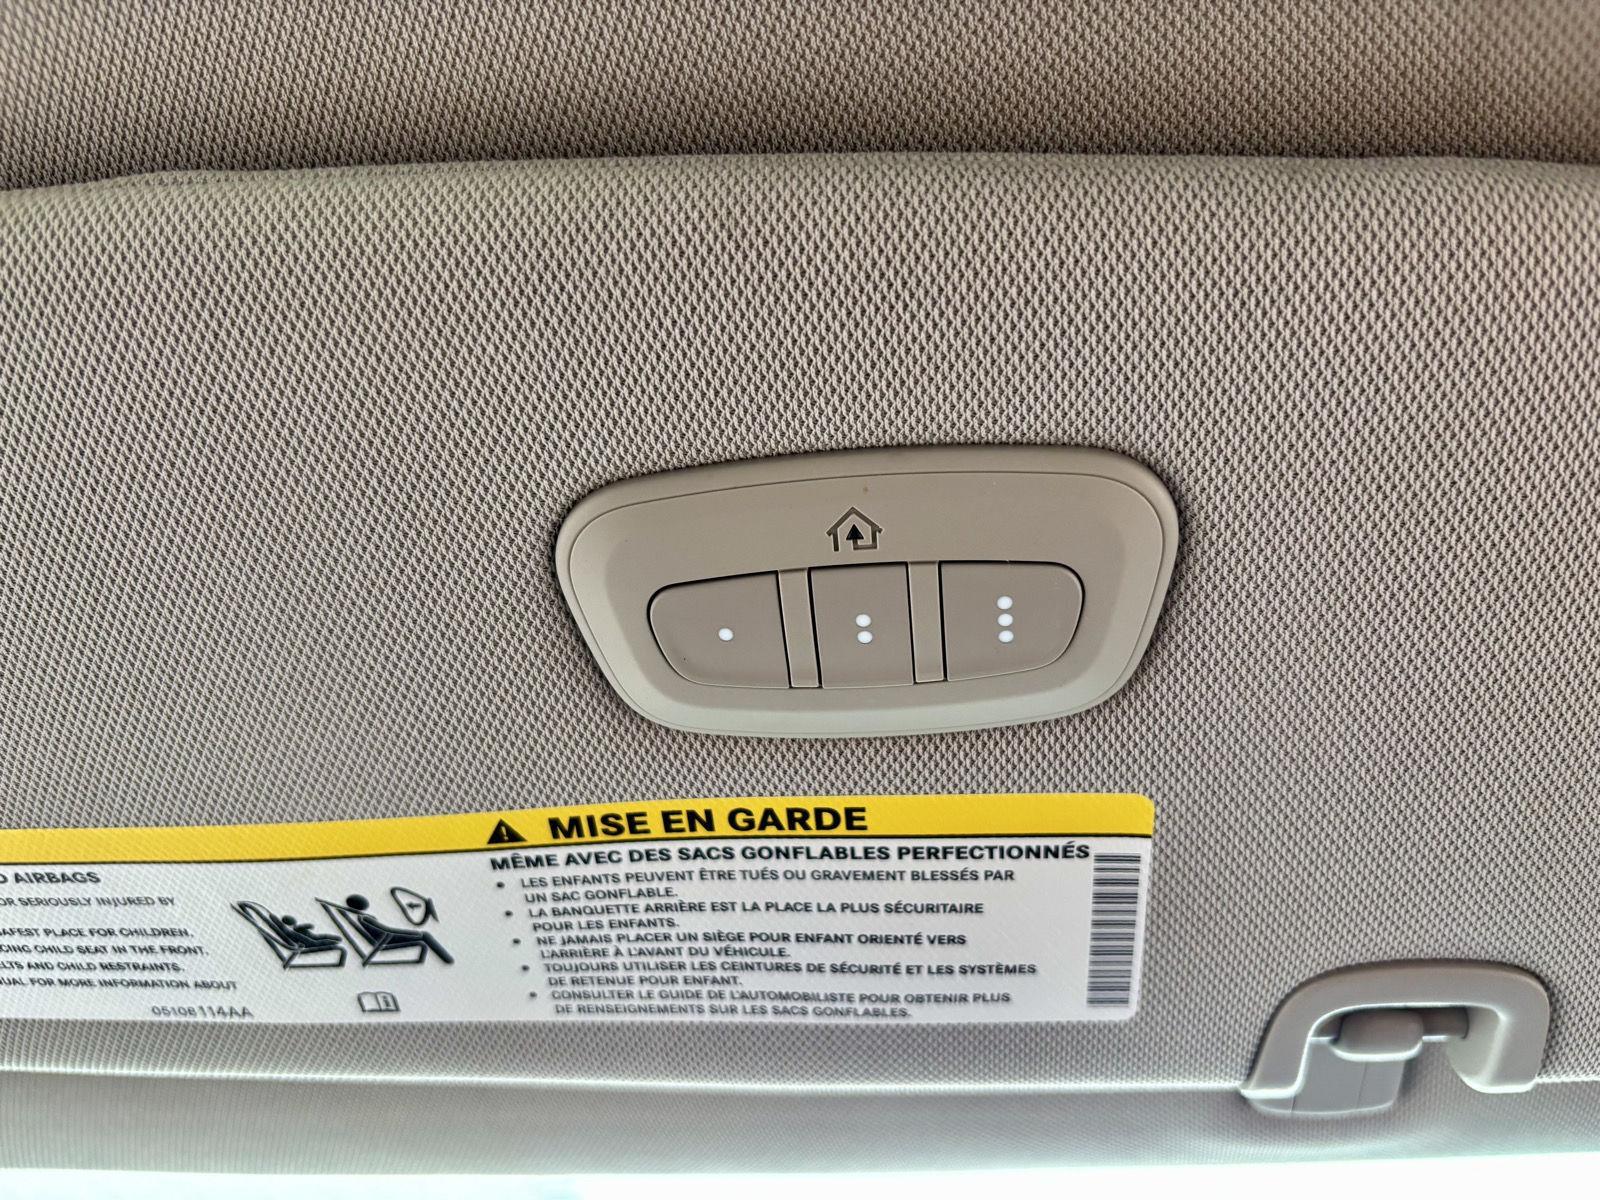 MISE EN GARDE
D AIRBAGS
OR SERIOUSLY INJURED BY
SAFEST PLACE FOR CHILDREN.
CING CHILD SEAT IN THE FRONT.
LTS AND CHILD RESTRAINTS.
UAL FOR MORE INFORMATION ABOUT
05108114AA
MÊME AVEC DES SACS GONFLABLES PERFECTIONNÉS
• LES ENFANTS PEUVENT ÊTRE TUÉS OU GRAVEMENT BLESSÉS PAR
UN SAC GONFLABLE.
• LA BANQUETTE ARRIÈRE EST LA PLACE LA PLUS SÉCURITAIRE
POUR LES ENFANTS.
• NE JAMAIS PLACER UN SIÈGE POUR ENFANT ORIENTÉ VERS
L'ARRIÈRE À L'AVANT DU VÉHICULE.
• TOUJOURS UTILISER LES CEINTURES DE SÉCURITÉ ET LES SYSTÈMES
DE RETENUE POUR ENFANT.
• CONSULTER LE GUIDE DE L'AUTOMOBILISTE POUR OBTENIR PLUS
DE RENSEIGNEMENTS SUR LES SACS GONFLABLES.